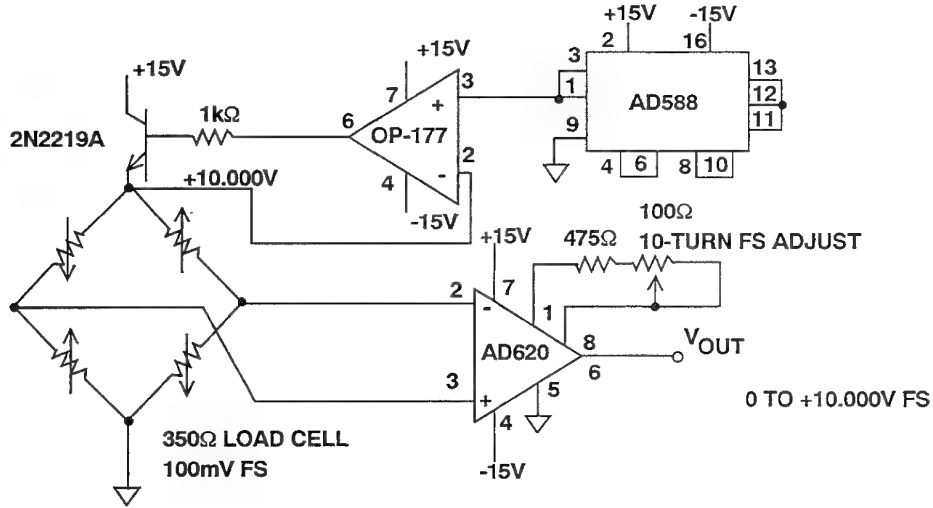 +15V
2N2219A
1kΩ
+10.000V
+15V
7
3
+
6
OP-177
2
-
4
-15V
+15V
-15V
2
16
3
1
AD588
13
12
11
9
4
6
8
10
100Ω
475Ω
10-TURN FS ADJUST
+15V
2
7
-
1
AD620
8
6
VOUT
3
+
5
4
-15V
0 TO +10.000V FS
350Ω LOAD CELL
100mV FS